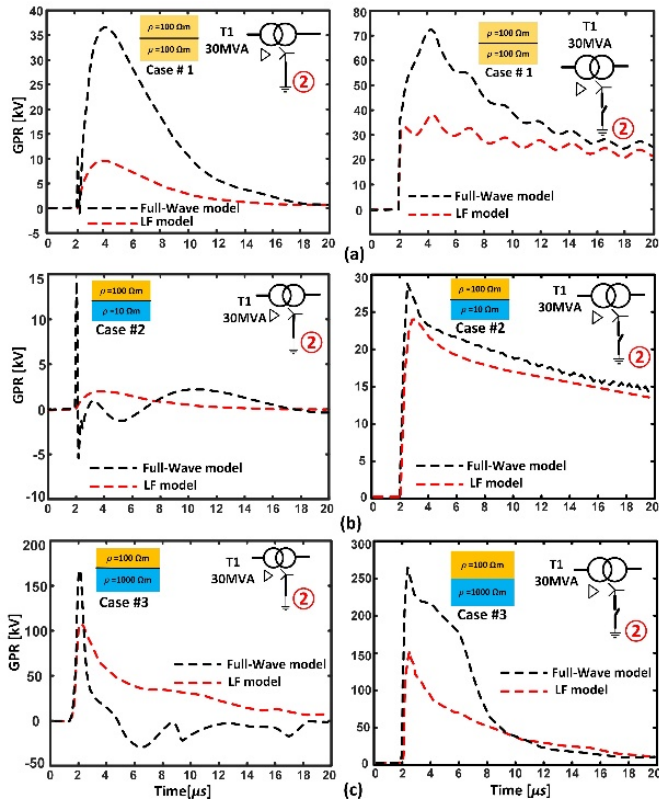 40
35
30
25
20
15
10
5
0
35
GPR [kV]
0 2 4 6 8 10 12 14 16 18 20
ρ =100 Ωm
ρ =100 Ωm
Case # 1
T1
30MVA
2
Full-Wave model
LF model
80
70
60
50
40
30
20
10
0
0 2 4 6 8 10 12 14 16 18 20
ρ =100 Ωm
ρ =100 Ωm
Case # 1
T1
30MVA
2
Full-Wave model
LF model
(a)
15
10
5
0
-5
-10
GPR [kV]
0 2 4 6 8 10 12 14 16 18 20
ρ =100 Ωm
ρ =10 Ωm
Case #2
T1
30MVA
2
Full-Wave model
LF model
30
25
20
15
10
5
0
0 2 4 6 8 10 12 14 16 18 20
ρ =100 Ωm
ρ =10 Ωm
Case #2
T1
30MVA
2
Full-Wave model
LF model
(b)
200
150
100
50
0
-50
GPR [kV]
0 2 4 6 8 10 12 14 16 18 20
ρ =100 Ωm
ρ =1000 Ωm
Case #3
T1
30MVA
2
Full-Wave model
LF model
Time[μs]
300
250
200
150
100
50
0
0 2 4 6 8 10 12 14 16 18 20
ρ =100 Ωm
ρ =1000 Ωm
Case #3
T1
30MVA
2
Full-Wave model
LF model
Time[μs]
(c)